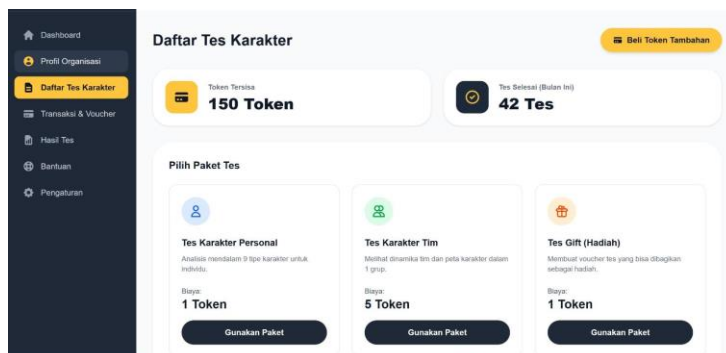 Dashboard
Profil Organisasi
Daftar Tes Karakter
Transaksi & Voucher
Hasil Tes
Bantuan
Pengaturan
Daftar Tes Karakter
Beli Token Tambahan
Token Tersisa
150 Token
Tes Selesai (Bulan Ini)
42 Tes
Pilih Paket Tes
Tes Karakter Personal
Analisis mendalam 9 tipe karakter untuk
individu.
Biaya:
1 Token
Gunakan Paket
Tes Karakter Tim
Melihat dinamika tim dan peta karakter dalam
1 grup.
Biaya:
5 Token
Gunakan Paket
Tes Gift (Hadiah)
Membuat voucher tes yang bisa dibagikan
sebagai hadiah.
Biaya:
1 Token
Gunakan Paket